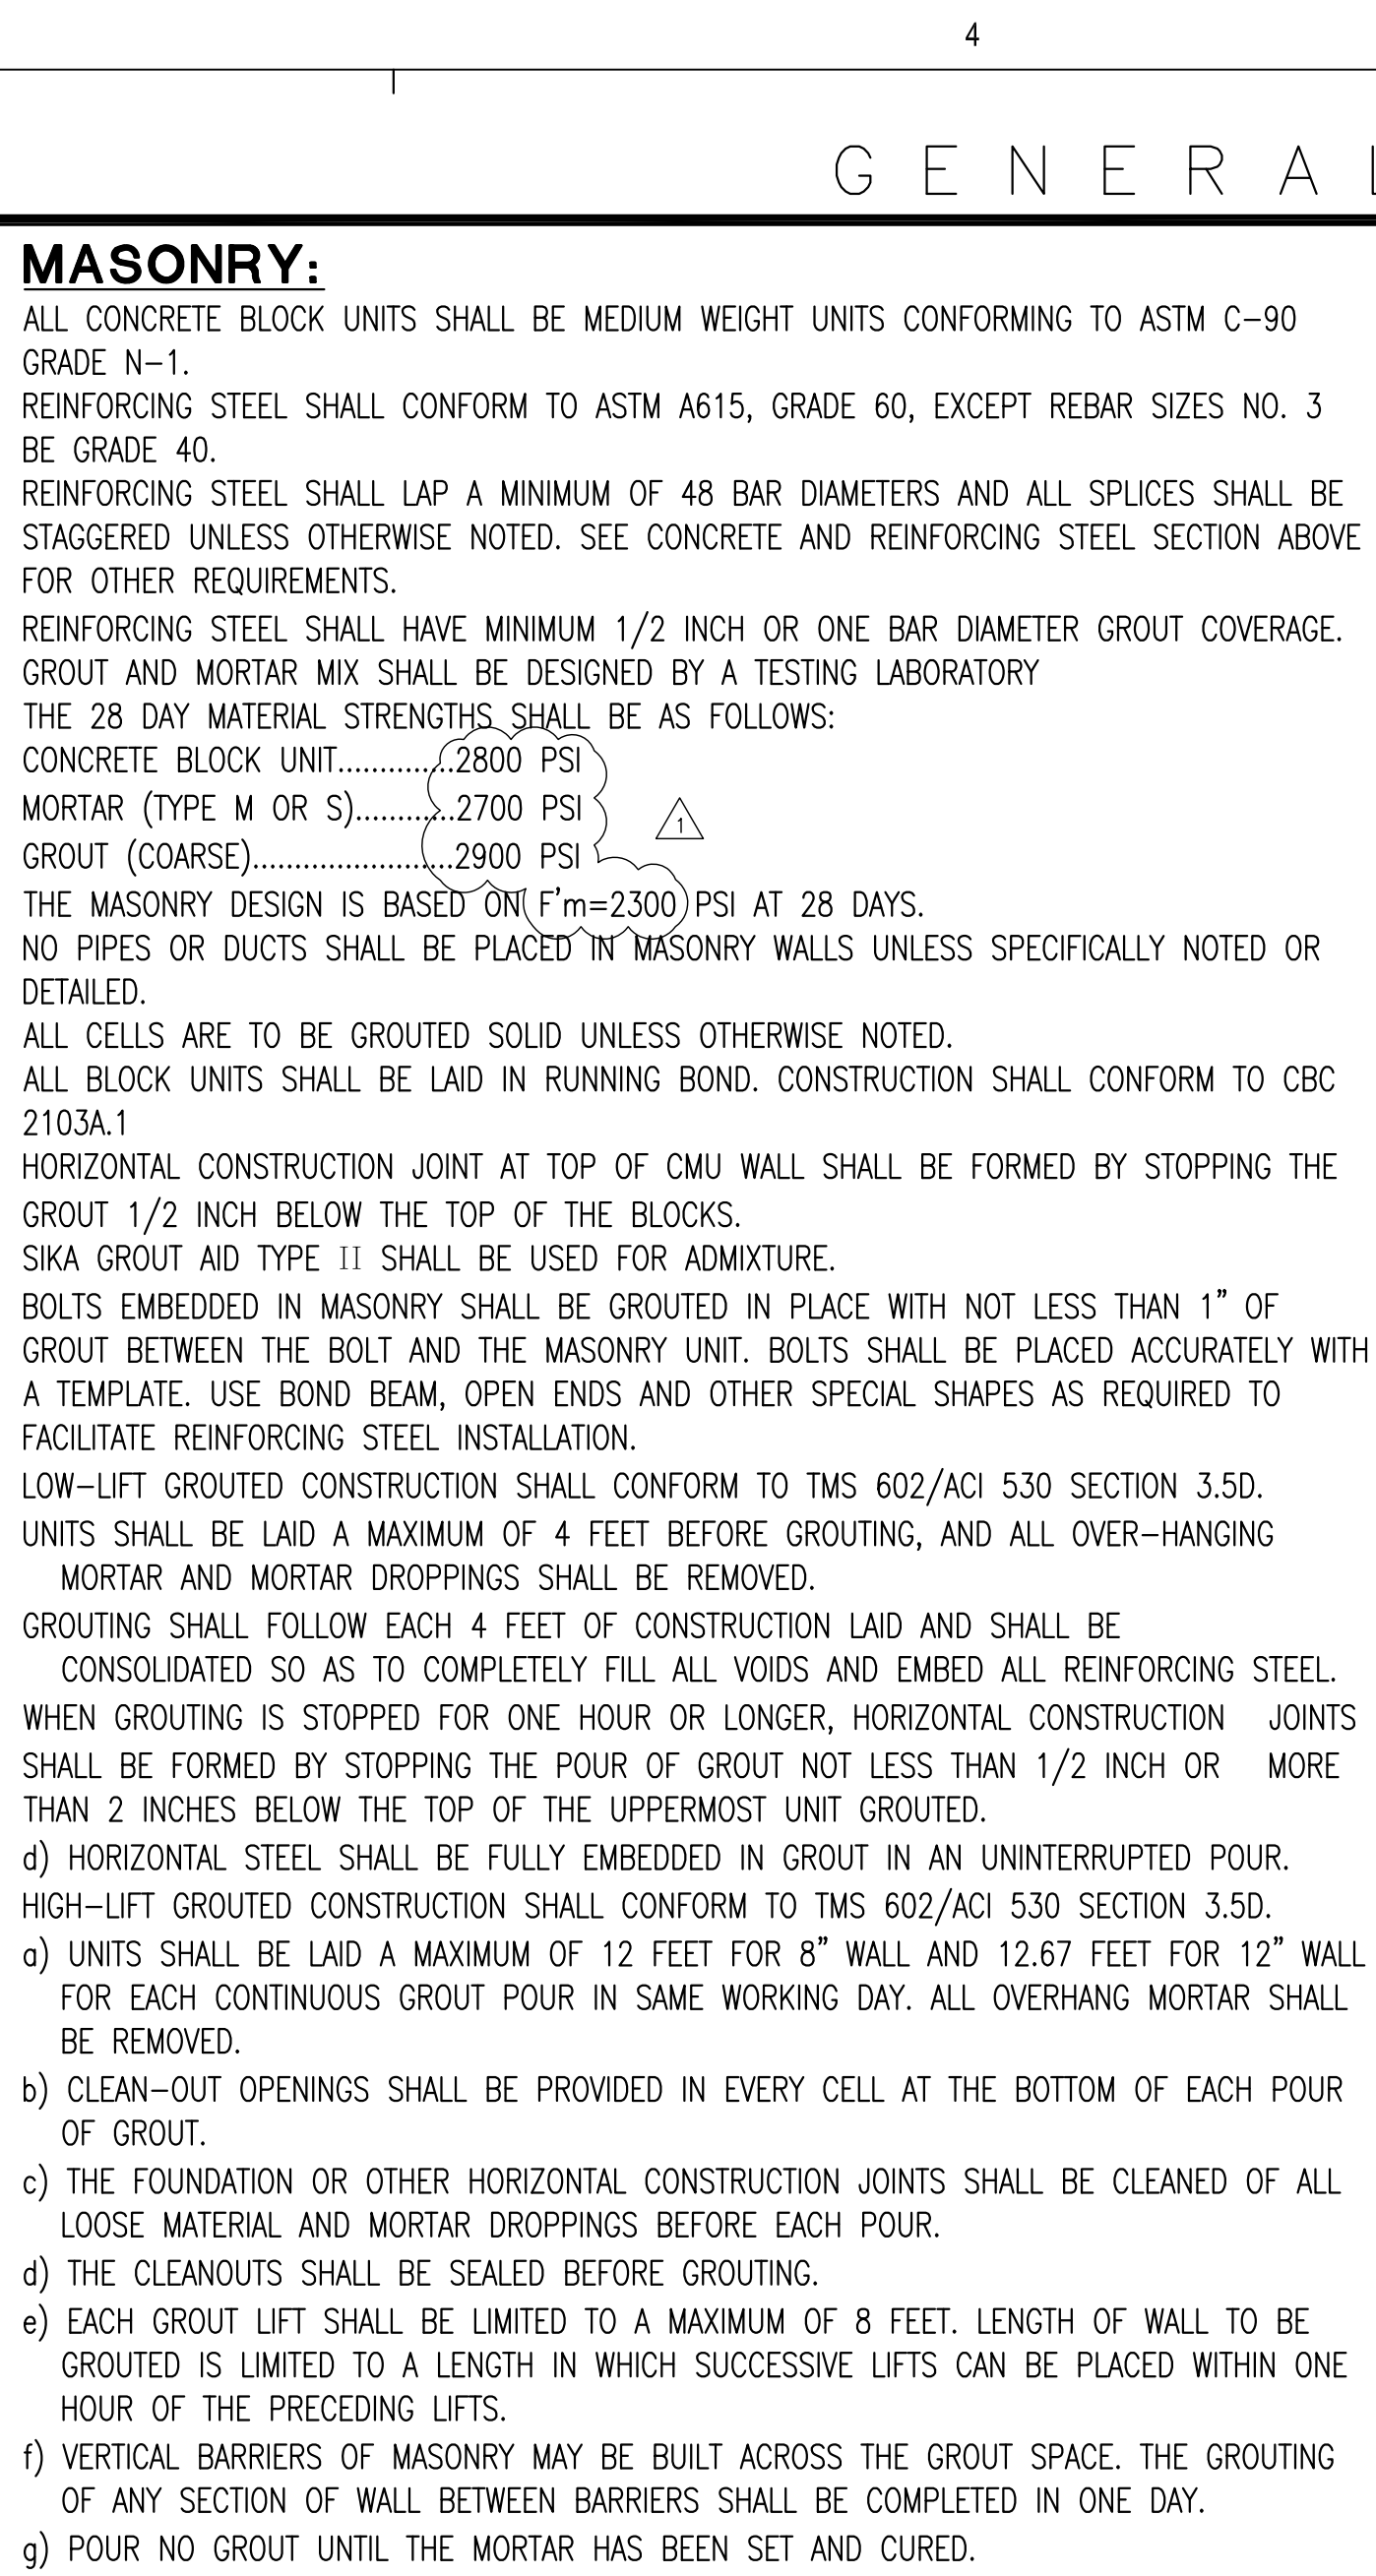 4
GENERAL
MASONRY:
ALL CONCRETE BLOCK UNITS SHALL BE MEDIUM WEIGHT UNITS CONFORMING TO ASTM C-90
GRADE N-1.
REINFORCING STEEL SHALL CONFORM TO ASTM A615, GRADE 60, EXCEPT REBAR SIZES NO. 3
BE GRADE 40.
REINFORCING STEEL SHALL LAP A MINIMUM OF 48 BAR DIAMETERS AND ALL SPLICES SHALL BE
STAGGERED UNLESS OTHERWISE NOTED. SEE CONCRETE AND REINFORCING STEEL SECTION ABOVE
FOR OTHER REQUIREMENTS.
REINFORCING STEEL SHALL HAVE MINIMUM 1/2 INCH OR ONE BAR DIAMETER GROUT COVERAGE.
GROUT AND MORTAR MIX SHALL BE DESIGNED BY A TESTING LABORATORY
THE 28 DAY MATERIAL STRENGTHS SHALL BE AS FOLLOWS:
CONCRETE BLOCK UNIT..............2800 PSI
MORTAR (TYPE M OR S)............2700 PSI
1
GROUT (COARSE)........................2900 PSI
THE MASONRY DESIGN IS BASED ON F'm=2300 PSI AT 28 DAYS.
NO PIPES OR DUCTS SHALL BE PLACED IN MASONRY WALLS UNLESS SPECIFICALLY NOTED OR
DETAILED.
ALL CELLS ARE TO BE GROUTED SOLID UNLESS OTHERWISE NOTED.
ALL BLOCK UNITS SHALL BE LAID IN RUNNING BOND. CONSTRUCTION SHALL CONFORM TO CBC
2103A.1
HORIZONTAL CONSTRUCTION JOINT AT TOP OF CMU WALL SHALL BE FORMED BY STOPPING THE
GROUT 1/2 INCH BELOW THE TOP OF THE BLOCKS.
SIKA GROUT AID TYPE II SHALL BE USED FOR ADMIXTURE.
BOLTS EMBEDDED IN MASONRY SHALL BE GROUTED IN PLACE WITH NOT LESS THAN 1" OF
GROUT BETWEEN THE BOLT AND THE MASONRY UNIT. BOLTS SHALL BE PLACED ACCURATELY WITH
A TEMPLATE. USE BOND BEAM, OPEN ENDS AND OTHER SPECIAL SHAPES AS REQUIRED TO
FACILITATE REINFORCING STEEL INSTALLATION.
LOW-LIFT GROUTED CONSTRUCTION SHALL CONFORM TO TMS 602/ACI 530 SECTION 3.5D.
UNITS SHALL BE LAID A MAXIMUM OF 4 FEET BEFORE GROUTING, AND ALL OVER-HANGING
MORTAR AND MORTAR DROPPINGS SHALL BE REMOVED.
GROUTING SHALL FOLLOW EACH 4 FEET OF CONSTRUCTION LAID AND SHALL BE
CONSOLIDATED SO AS TO COMPLETELY FILL ALL VOIDS AND EMBED ALL REINFORCING STEEL.
WHEN GROUTING IS STOPPED FOR ONE HOUR OR LONGER, HORIZONTAL CONSTRUCTION JOINTS
SHALL BE FORMED BY STOPPING THE POUR OF GROUT NOT LESS THAN 1/2 INCH OR MORE
THAN 2 INCHES BELOW THE TOP OF THE UPPERMOST UNIT GROUTED.
d) HORIZONTAL STEEL SHALL BE FULLY EMBEDDED IN GROUT IN AN UNINTERRUPTED POUR.
HIGH-LIFT GROUTED CONSTRUCTION SHALL CONFORM TO TMS 602/ACI 530 SECTION 3.5D.
a) UNITS SHALL BE LAID A MAXIMUM OF 12 FEET FOR 8" WALL AND 12.67 FEET FOR 12" WALL
FOR EACH CONTINUOUS GROUT POUR IN SAME WORKING DAY. ALL OVERHANG MORTAR SHALL
BE REMOVED.
b) CLEAN-OUT OPENINGS SHALL BE PROVIDED IN EVERY CELL AT THE BOTTOM OF EACH POUR
OF GROUT.
c) THE FOUNDATION OR OTHER HORIZONTAL CONSTRUCTION JOINTS SHALL BE CLEANED OF ALL
LOOSE MATERIAL AND MORTAR DROPPINGS BEFORE EACH POUR.
d) THE CLEANOUTS SHALL BE SEALED BEFORE GROUTING.
e) EACH GROUT LIFT SHALL BE LIMITED TO A MAXIMUM OF 8 FEET. LENGTH OF WALL TO BE
GROUTED IS LIMITED TO A LENGTH IN WHICH SUCCESSIVE LIFTS CAN BE PLACED WITHIN ONE
HOUR OF THE PRECEDING LIFTS.
f) VERTICAL BARRIERS OF MASONRY MAY BE BUILT ACROSS THE GROUT SPACE. THE GROUTING
OF ANY SECTION OF WALL BETWEEN BARRIERS SHALL BE COMPLETED IN ONE DAY.
g) POUR NO GROUT UNTIL THE MORTAR HAS BEEN SET AND CURED.